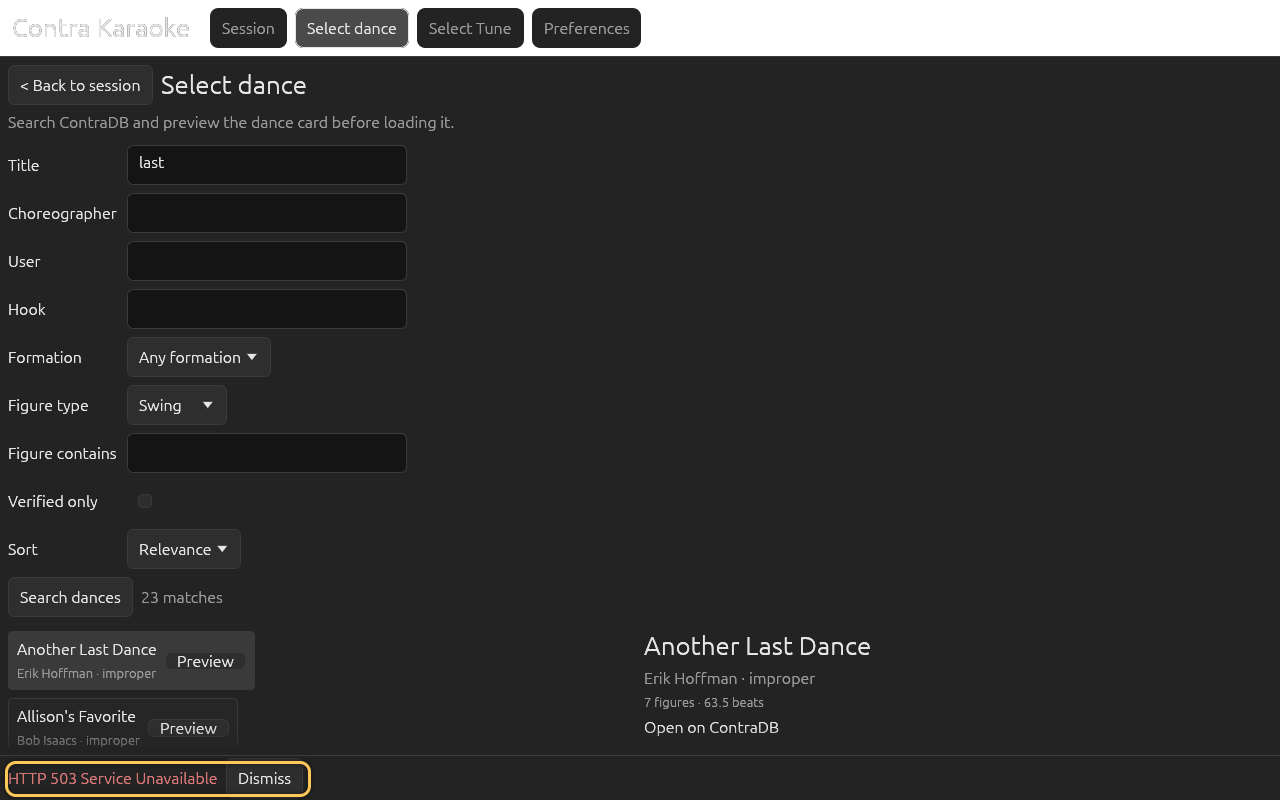 Contra Karaoke Session Select dance Select Tune Preferences
< Back to session Select dance
Search ContraDB and preview the dance card before loading it.
Title last
Choreographer
User
Hook
Formation Any formation
Figure type Swing
Figure contains
Verified only
Sort Relevance
Search dances 23 matches
Another Last Dance
Erik Hoffman · improper
Preview
Allison's Favorite
Bob Isaacs · improper
Preview
Another Last Dance
Erik Hoffman · improper
7 figures · 63.5 beats
Open on ContraDB
HTTP 503 Service Unavailable Dismiss